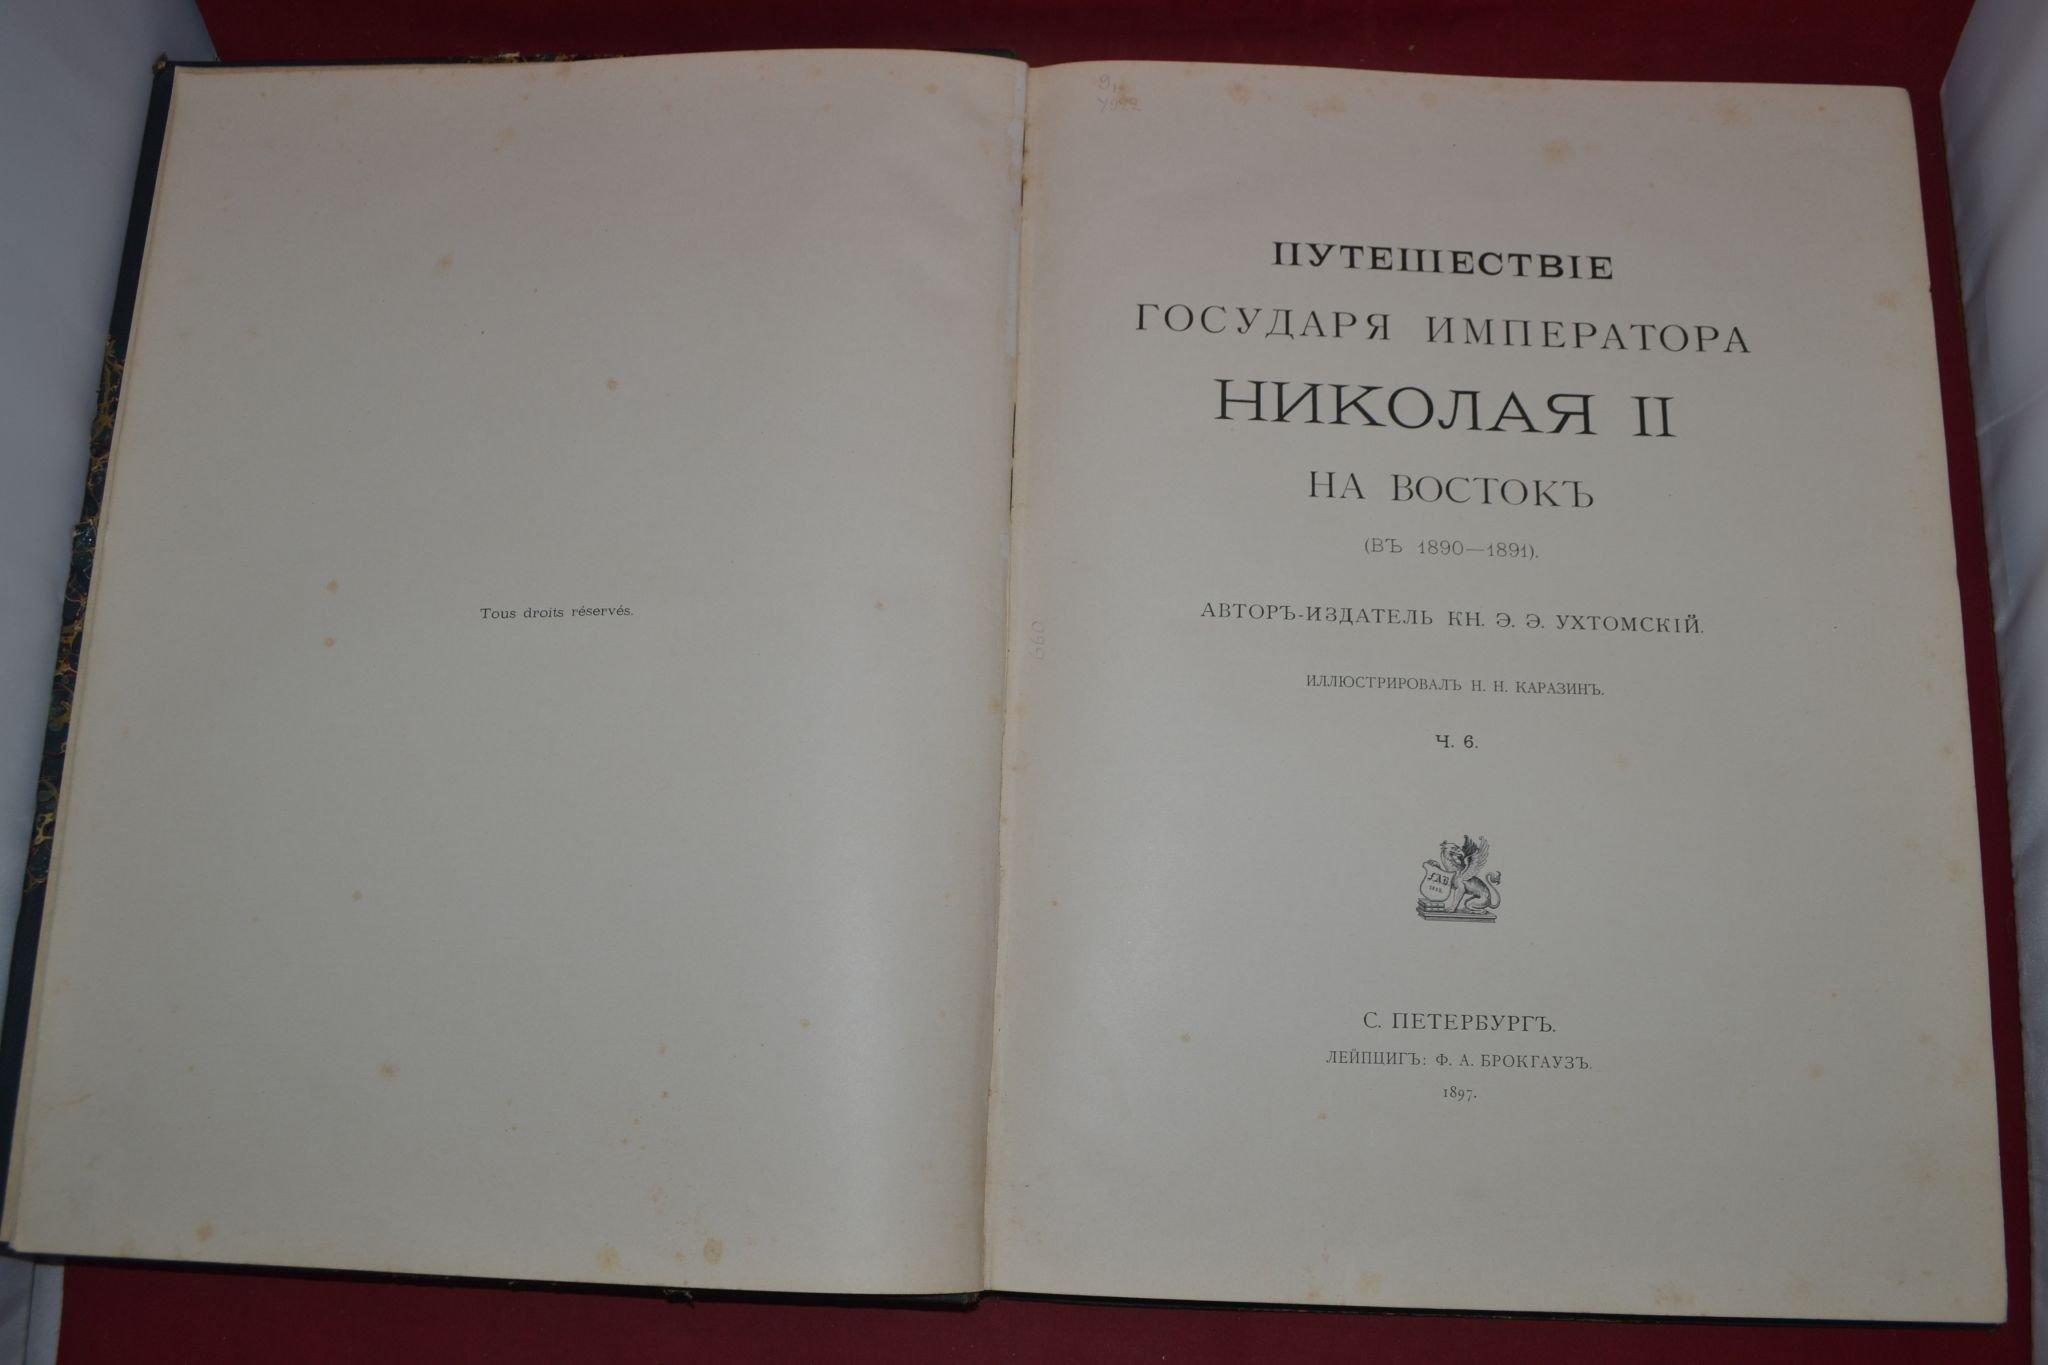 Tous droits réservés.
ПУТЕШЕСТВІЕ
ГОСУДАРЯ ИМПЕРАТОРА
НИКОЛАЯ II
НА ВОСТОКЪ
(ВЪ 1890—1891).
АВТОРЪ-ИЗДАТЕЛЬ КН. Э. Э. УХТОМСКІЙ.
ИЛЛЮСТРИРОВАЛЪ Н. Н. КАРАЗИНЪ.
Ч. 6.
F.A.B
С. ПЕТЕРБУРГЪ.
ЛЕЙПЦИГЪ: Ф. А. БРОКГАУЗЪ.
1897.
660